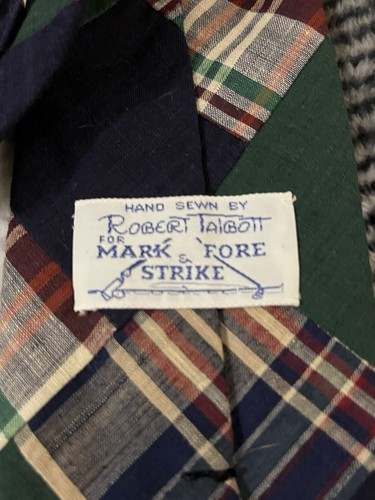 HAND SEWN BY
ROBERT TALBOTT
FOR
MARK 'FORE
&
STRIKE